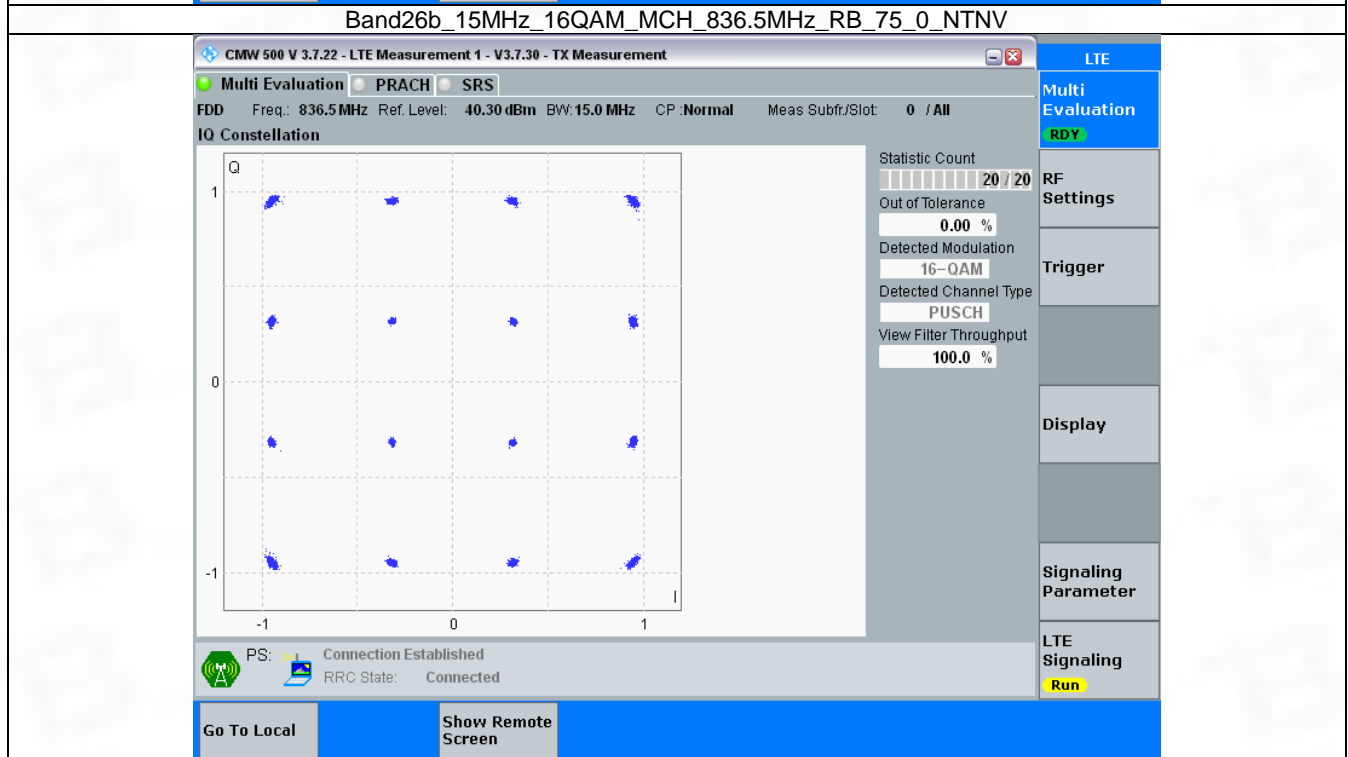 Band26b_15MHz_16QAM_MCH_836.5MHz_RB_75_0_NTNV
CMW 500 V 3.7.22 - LTE Measurement 1 - V3.7.30 - TX Measurement
LTE
Multi Evaluation PRACH SRS
FDD Freq.: 836.5 MHz Ref. Level: 40.30 dBm BW: 15.0 MHz CP :Normal Meas Subfr./Slot: 0 / All
IQ Constellation
Q
1
0
-1
I
-1 0 1
Statistic Count
20 / 20
Out of Tolerance
0.00 %
Detected Modulation
16-QAM
Detected Channel Type
PUSCH
View Filter Throughput
100.0 %
Multi
Evaluation
RDY
RF
Settings
Trigger
Display
Signaling
Parameter
LTE
Signaling
Run
PS: Connection Established
RRC State: Connected
Go To Local
Show Remote
Screen